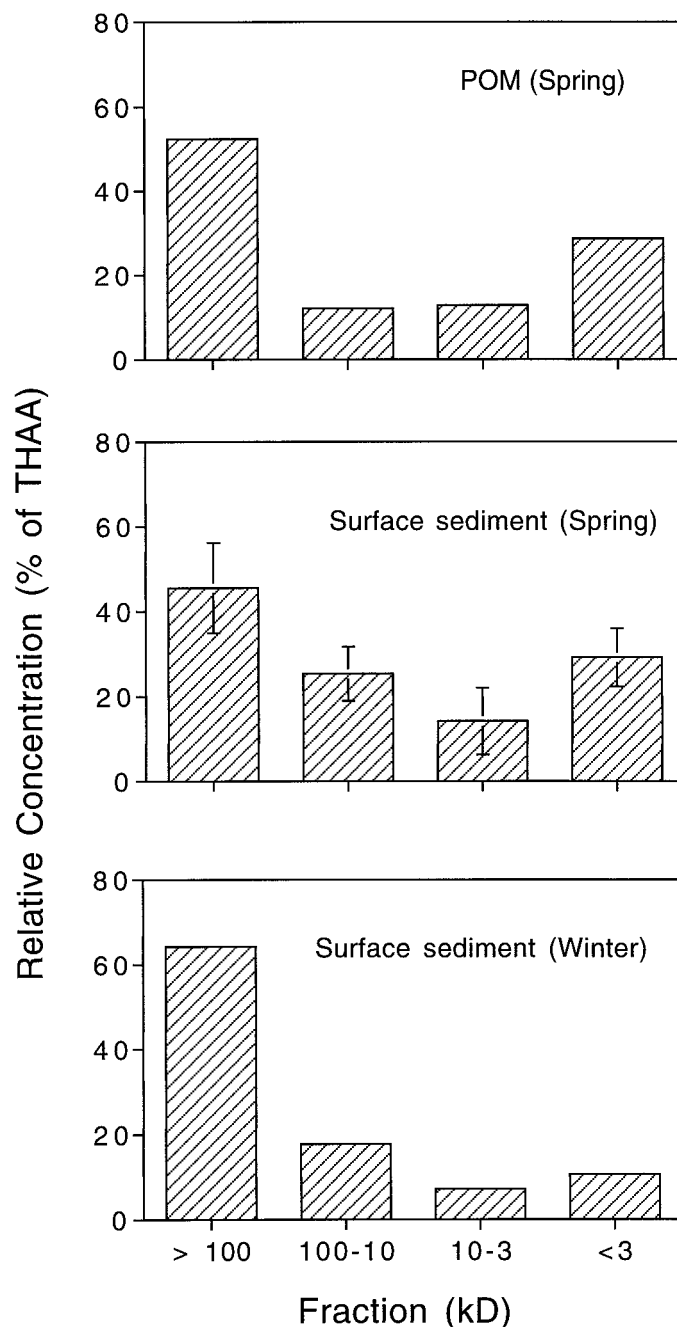 Relative Concentration (% of THAA)
80
60
40
20
0
POM (Spring)
80
60
40
20
0
Surface sediment (Spring)
80
60
40
20
0
Surface sediment (Winter)
> 100 100-10 10-3 <3
Fraction (kD)